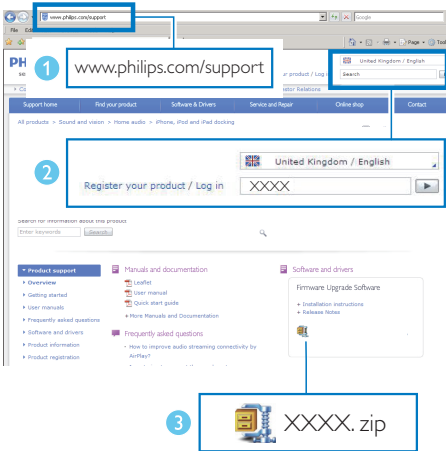 www.philips.com/support
Google
File
Page
1
www.philips.com/support
United Kingdom / English
Search
Support home
Find your product
Software & Drivers
Service and Repair
Online shop
Contact
All products > Sound and vision > Home audio > iPhone, iPod and iPad docking
2
United Kingdom / English
Register your product / Log in
XXXX
Search for information about this product
Enter keywords
Search
Product support
Overview
Getting started
User manuals
Frequently asked questions
Software and drivers
Product information
Product registration
Manuals and documentation
Leaflet
User manual
Quick start guide
+ More Manuals and Documentation
Frequently asked questions
- How to improve audio streaming connectivity by
AirPlay?
Software and drivers
Firmware Upgrade Software
+ Installation instructions
+ Release Notes
3
XXXX. zip